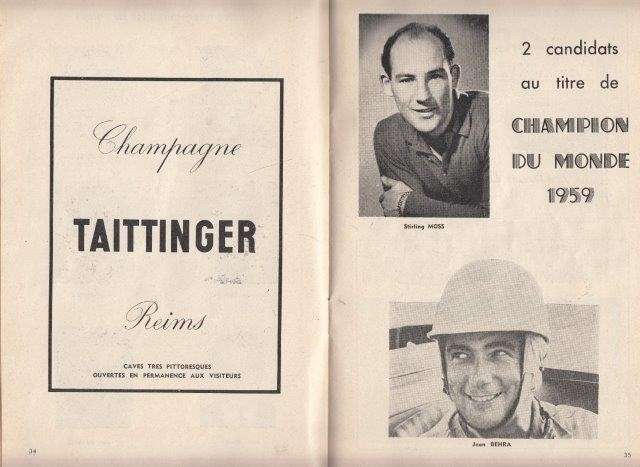 Champagne
TAITTINGER
Reims
CAVES TRES PITTORESQUES
OUVERTES EN PERMANENCE AUX VISITEURS
34
2 candidats
au titre de
CHAMPION
DU MONDE
1959
Stirling MOSS
Jean BEHRA
35